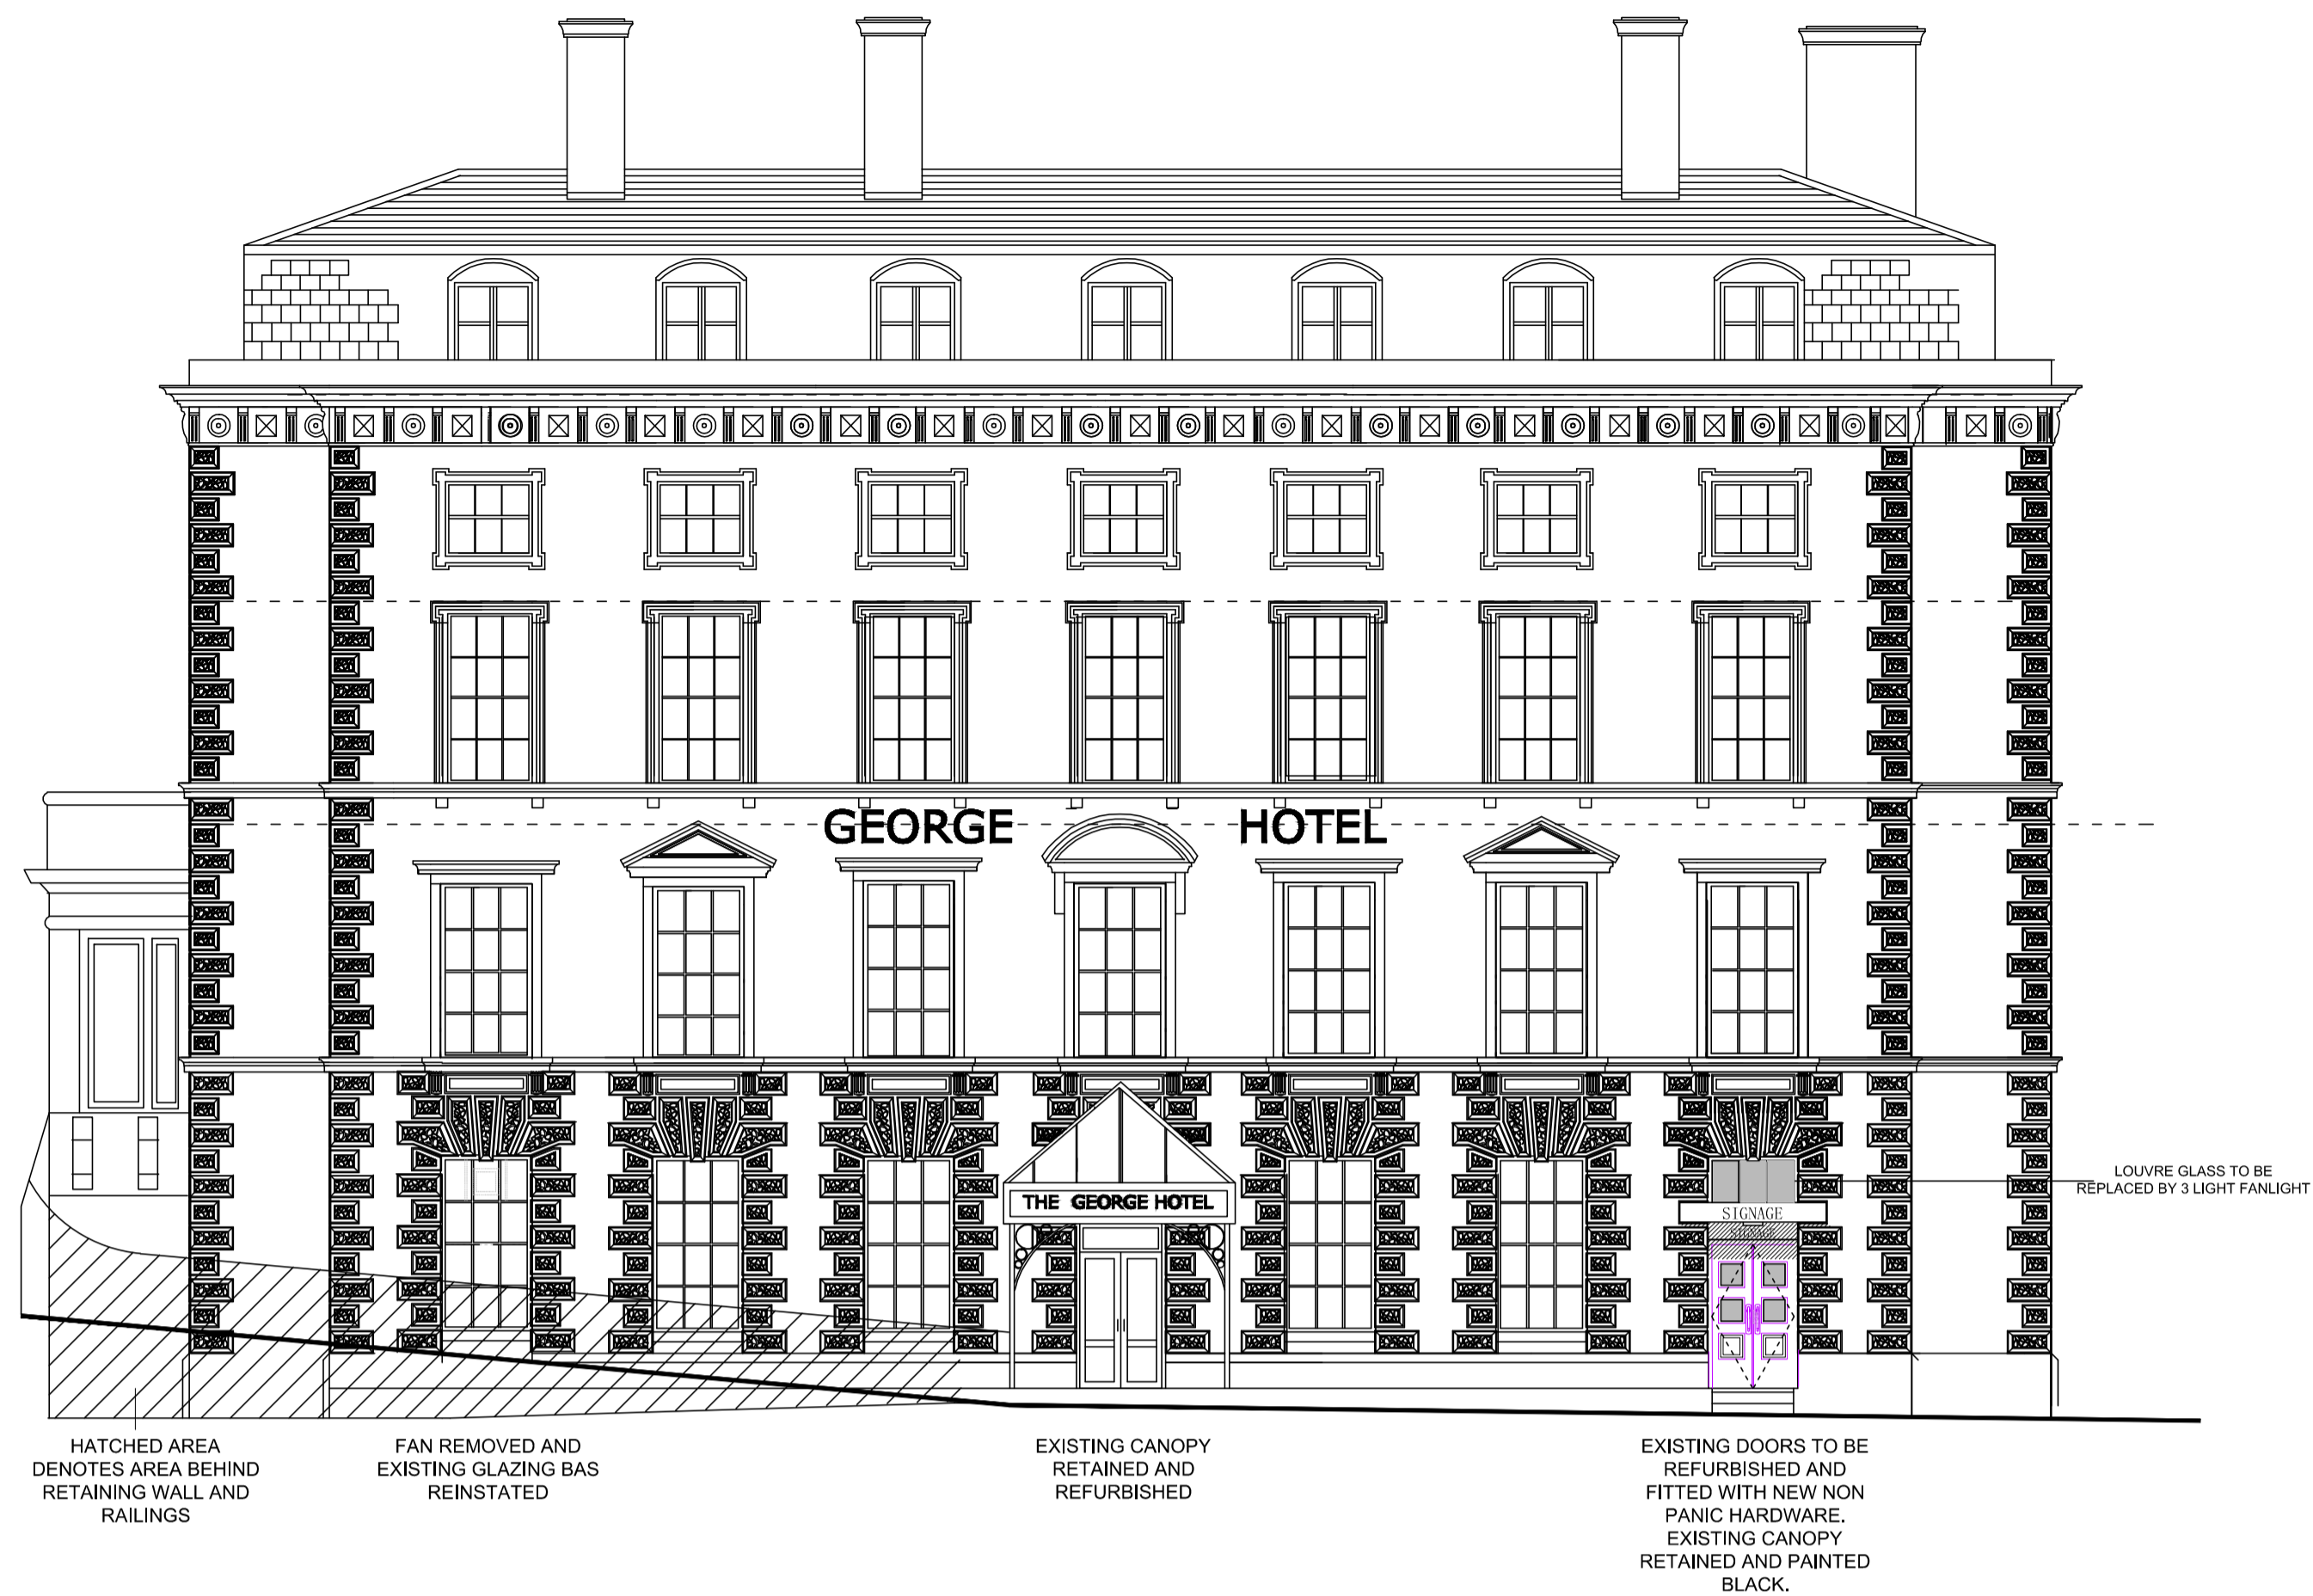 GEORGE HOTEL
THE GEORGE HOTEL
LOUVRE GLASS TO BE
REPLACED BY 3 LIGHT FANLIGHT
SIGNAGE
SIGNAGE
HATCHED AREA
DENOTES AREA BEHIND
RETAINING WALL AND
RAILINGS
FAN REMOVED AND
EXISTING GLAZING BAS
REINSTATED
EXISTING CANOPY
RETAINED AND
REFURBISHED
EXISTING DOORS TO BE
REFURBISHED AND
FITTED WITH NEW NON
PANIC HARDWARE.
EXISTING CANOPY
RETAINED AND PAINTED
BLACK.